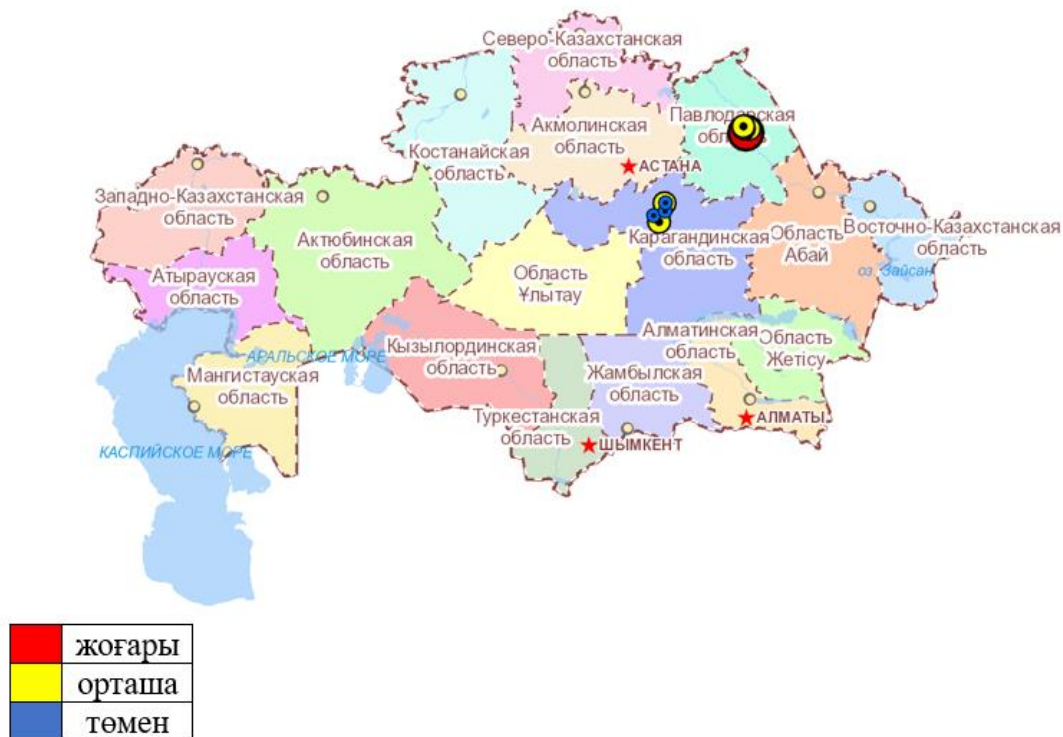 Северо-Казахстанская
область
Павлодарская
область
Акмолинская
область
Костанайская
область
АСТАНА
Западно-Казахстанская
область
Восточно-Казахстанская
область
Карагандинская
область
Актюбинская
область
Область
Абай
оз. Зайсан
Атырауская
область
Область
Ұлытау
Алматинская
область
Область
Жетісу
АРАЛЬСКОЕ МОРЕ
Кызылординская
область
Жамбылская
область
Мангистауская
область
Туркестанская
область
АЛМАТЫ
ШЫМКЕНТ
КАСПИЙСКОЕ МОРЕ
жоғары
орташа
төмен